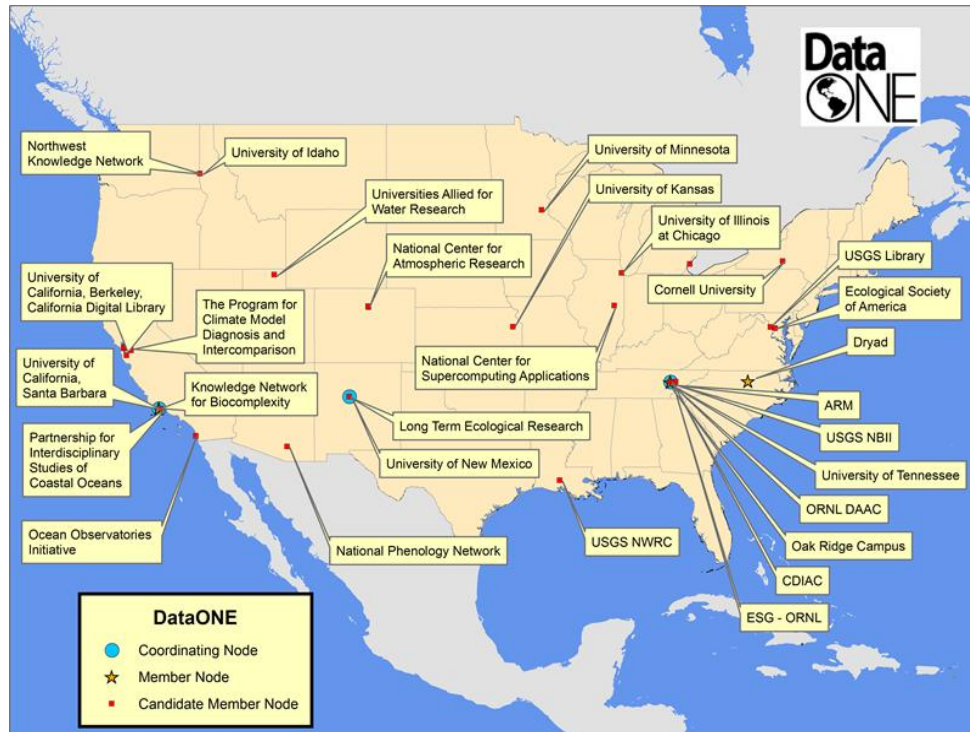 Data
ONE
Northwest
Knowledge Network
University of Idaho
University of Minnesota
Universities Allied for
Water Research
University of Kansas
University of Illinois
at Chicago
National Center for
Atmospheric Research
USGS Library
University of
California, Berkeley,
California Digital Library
The Program for
Climate Model
Diagnosis and
Intercomparison
Cornell University
Ecological Society
of America
Dryad
National Center for
Supercomputing Applications
University of
California,
Santa Barbara
Knowledge Network
for Biocomplexity
ARM
Long Term Ecological Research
USGS NBII
Partnership for
Interdisciplinary
Studies of
Coastal Oceans
University of New Mexico
University of Tennessee
ORNL DAAC
Ocean Observatories
Initiative
National Phenology Network
USGS NWRC
Oak Ridge Campus
CDIAC
ESG - ORNL
DataONE
Coordinating Node
Member Node
Candidate Member Node